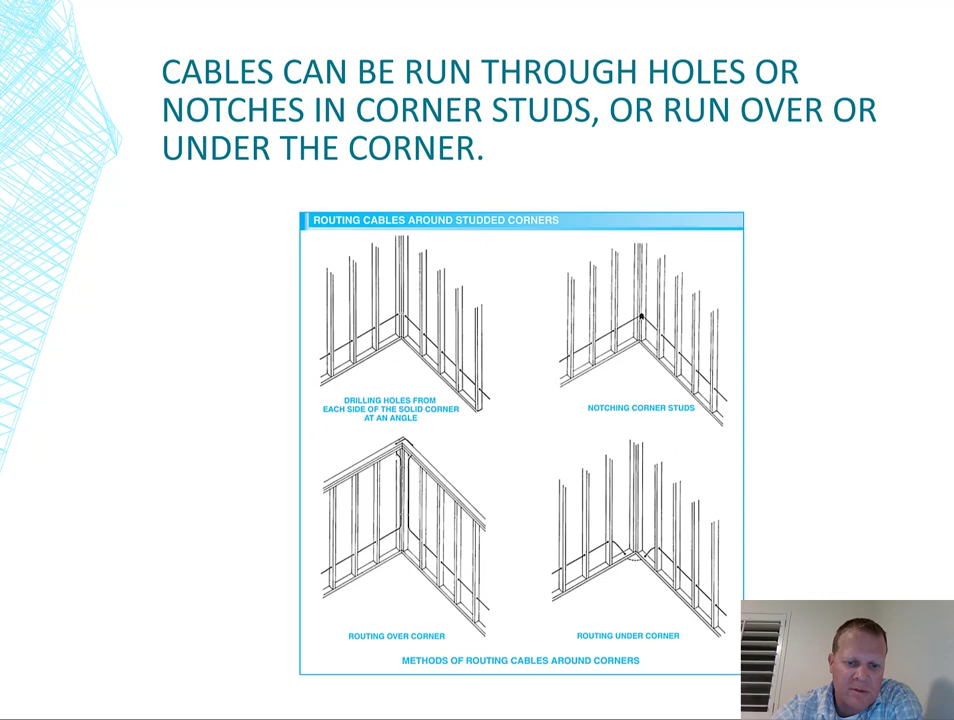 CABLES CAN BE RUN THROUGH HOLES OR
NOTCHES IN CORNER STUDS, OR RUN OVER OR
UNDER THE CORNER.
ROUTING CABLES AROUND STUDDED CORNERS
DRILLING HOLES FROM
EACH SIDE OF THE SOLID CORNER
AT AN ANGLE
NOTCHING CORNER STUDS
ROUTING OVER CORNER
ROUTING UNDER CORNER
METHODS OF ROUTING CABLES AROUND CORNERS